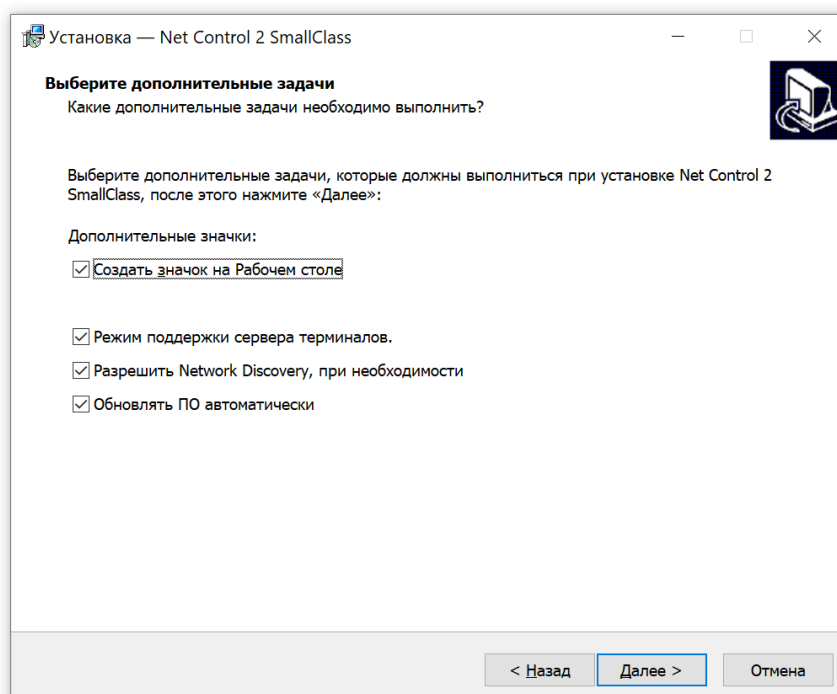 Установка — Net Control 2 SmallClass
Выберите дополнительные задачи
Какие дополнительные задачи необходимо выполнить?
Выберите дополнительные задачи, которые должны выполниться при установке Net Control 2
SmallClass, после этого нажмите «Далее»:
Дополнительные значки:
Создать значок на Рабочем столе
Режим поддержки сервера терминалов.
Разрешить Network Discovery, при необходимости
Обновлять ПО автоматически
< Назад Далее > Отмена